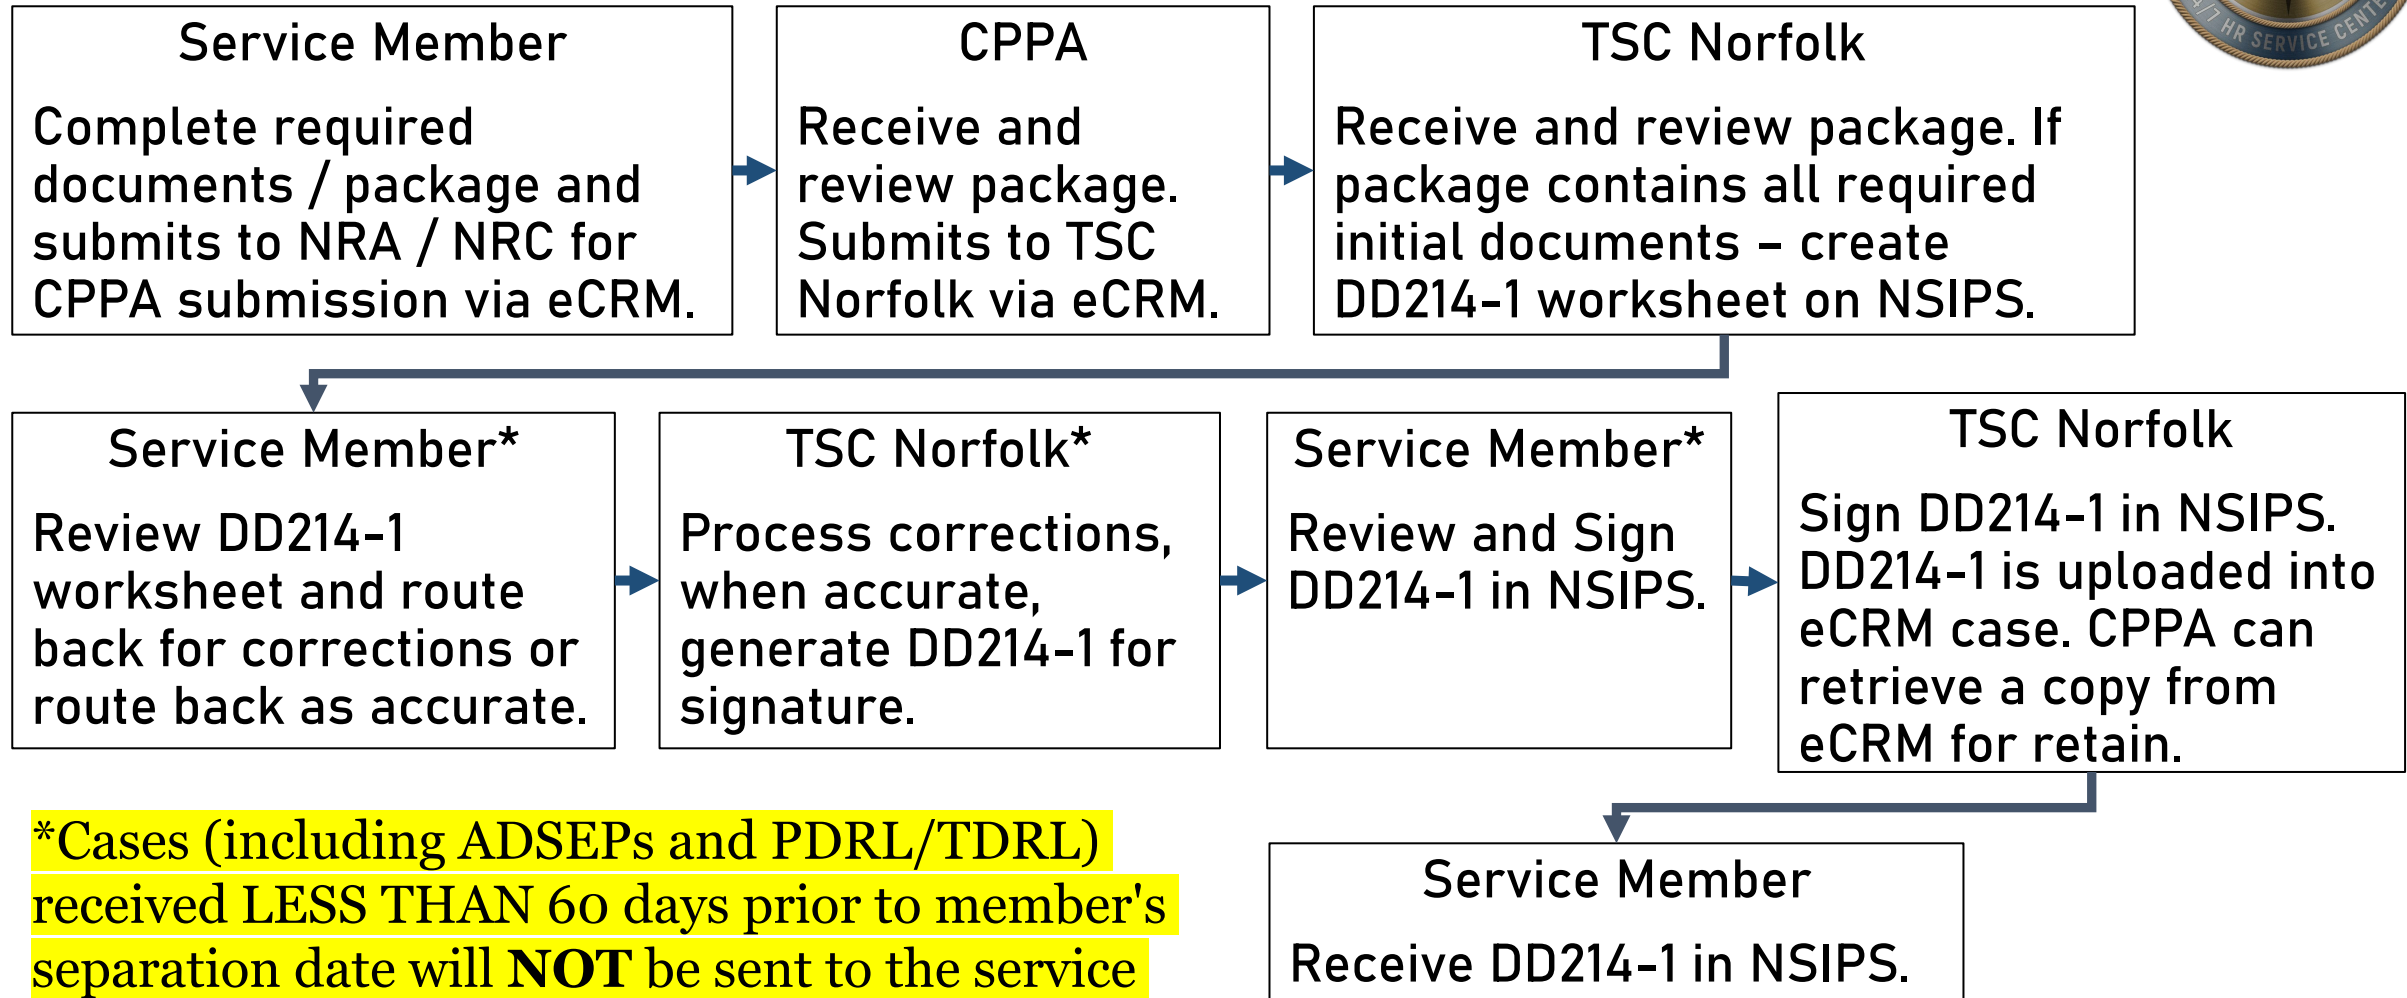 Service Member
Complete required
documents / package and
submits to NRA / NRC for
CPPA submission via eCRM.
CPPA
Receive and
review package.
Submits to TSC
Norfolk via eCRM.
TSC Norfolk
Receive and review package. If
package contains all required
initial documents – create
DD214-1 worksheet on NSIPS.
4/7 HR SERVICE CENTE
Service Member*
Review DD214-1
worksheet and route
back for corrections or
route back as accurate.
TSC Norfolk*
Process corrections,
when accurate,
generate DD214-1 for
signature.
Service Member*
Review and Sign
DD214-1 in NSIPS.
TSC Norfolk
Sign DD214-1 in NSIPS.
DD214-1 is uploaded into
eCRM case. CPPA can
retrieve a copy from
eCRM for retain.
*Cases (including ADSEPs and PDRL/TDRL)
received LESS THAN 60 days prior to member's
separation date will NOT be sent to the service
Service Member
Receive DD214-1 in NSIPS.